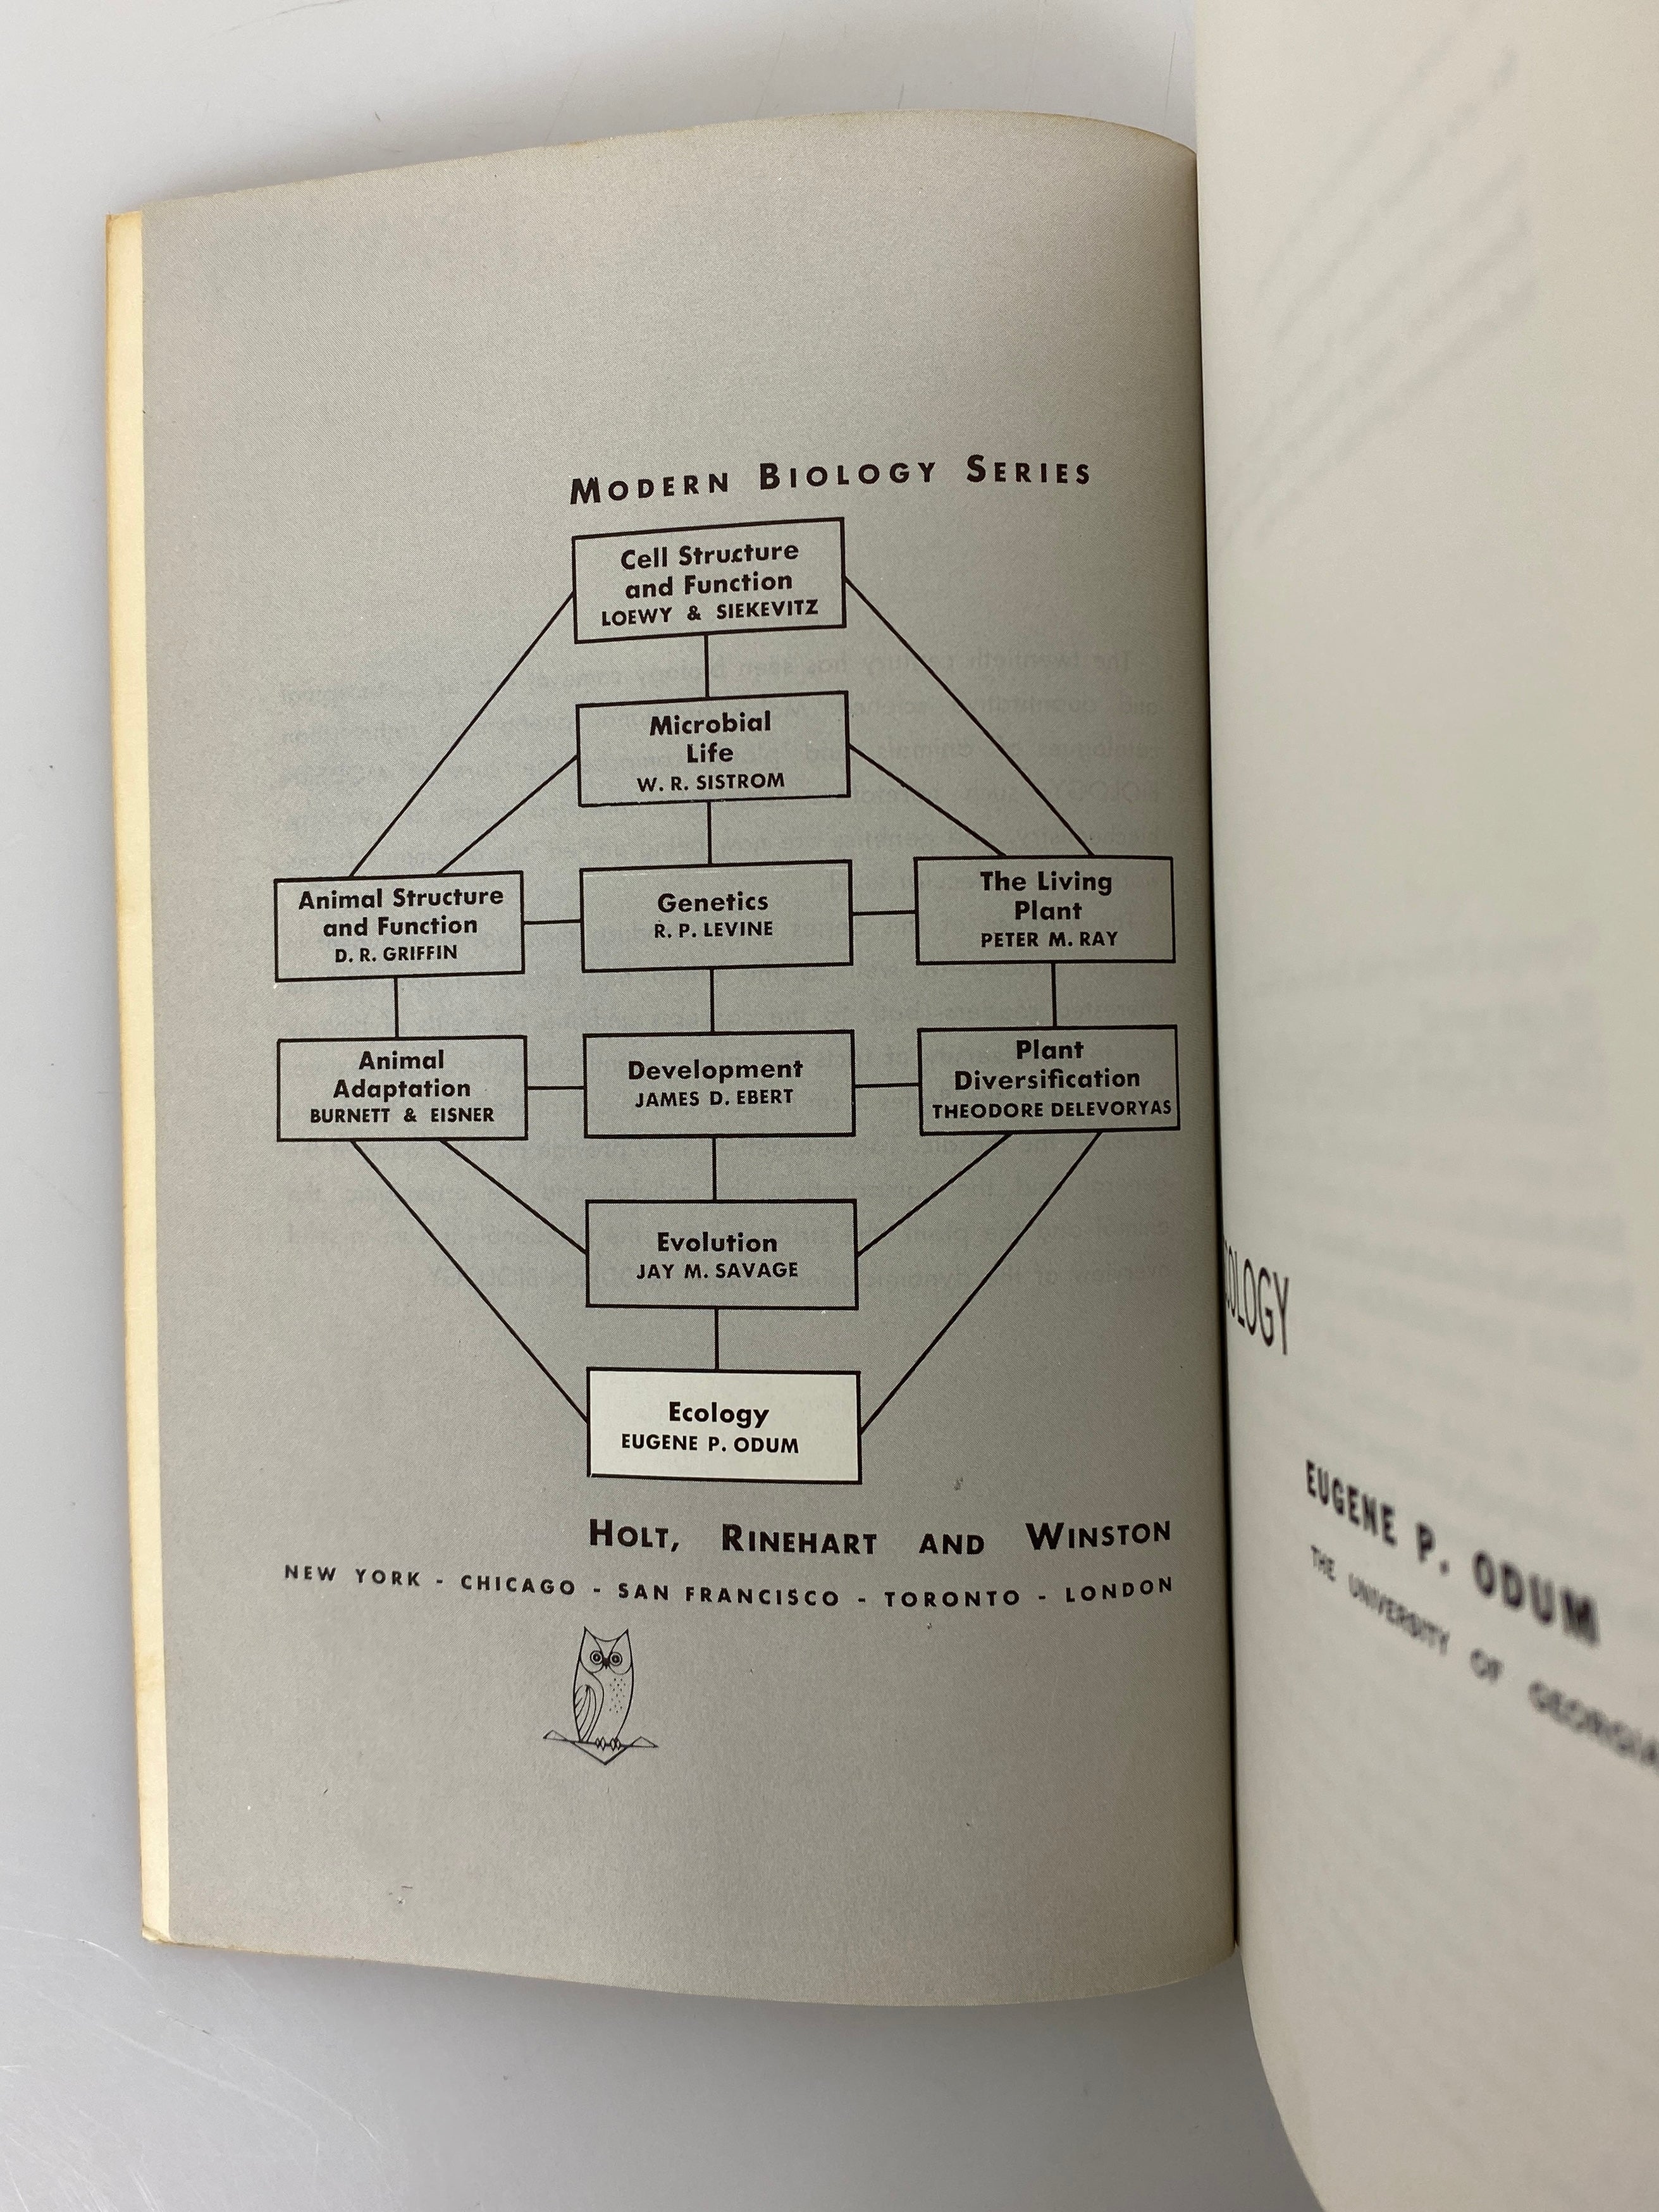 MODERN BIOLOGY SERIES
Cell Structure
and Function
LOEWY & SIEKEVITZ
Microbial
Life
W. R. SISTROM
Animal Structure
and Function
D. R. GRIFFIN
Genetics
R. P. LEVINE
The Living
Plant
PETER M. RAY
Animal
Adaptation
BURNETT & EISNER
Development
JAMES D. EBERT
Plant
Diversification
THEODORE DELEVORYAS
Evolution
JAY M. SAVAGE
Ecology
EUGENE P. ODUM
HOLT, RINEHART AND WINSTON
NEW YORK - CHICAGO - SAN FRANCISCO - TORONTO - LONDON
OLOGY
EUGENE P. ODUM
THE UNIVERSITY OF GEORGIA